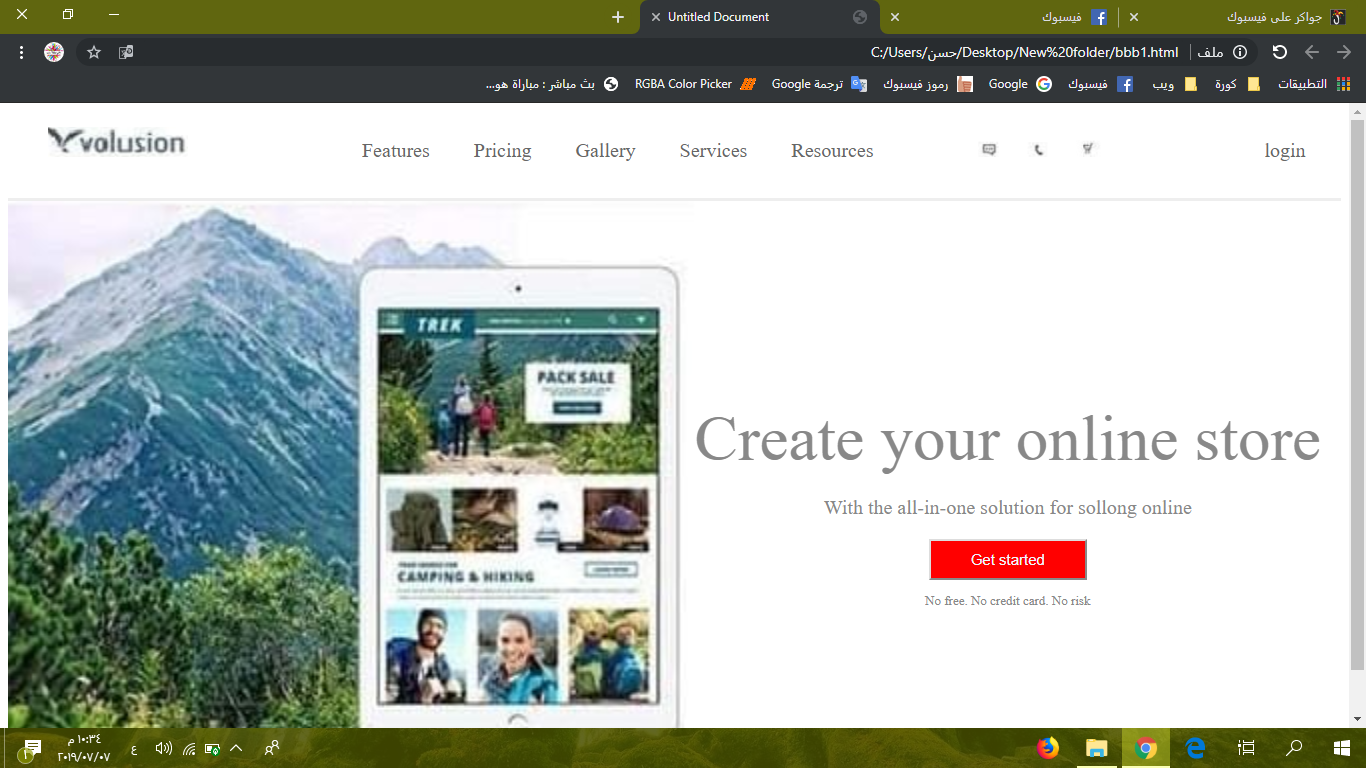 جواكر على فيسبوك
فيسبوك
Untitled Document
ملف
C:/Users/حسن/Desktop/New%20folder/bbb1.html
التطبيقات
كورة
ويب
فيسبوك
Google
رموز فيسبوك
ترجمة Google
RGBA Color Picker
بث مباشر : مباراة هو...
volusion
Features Pricing Gallery Services Resources login
TREK
PACK SALE
Create your online store
With the all-in-one solution for sollong online
Get started
No free. No credit card. No risk
CAMPING & HIKING
ع
١٠:٣٤ م
٢٠١٩/٠٧/٠٧
١